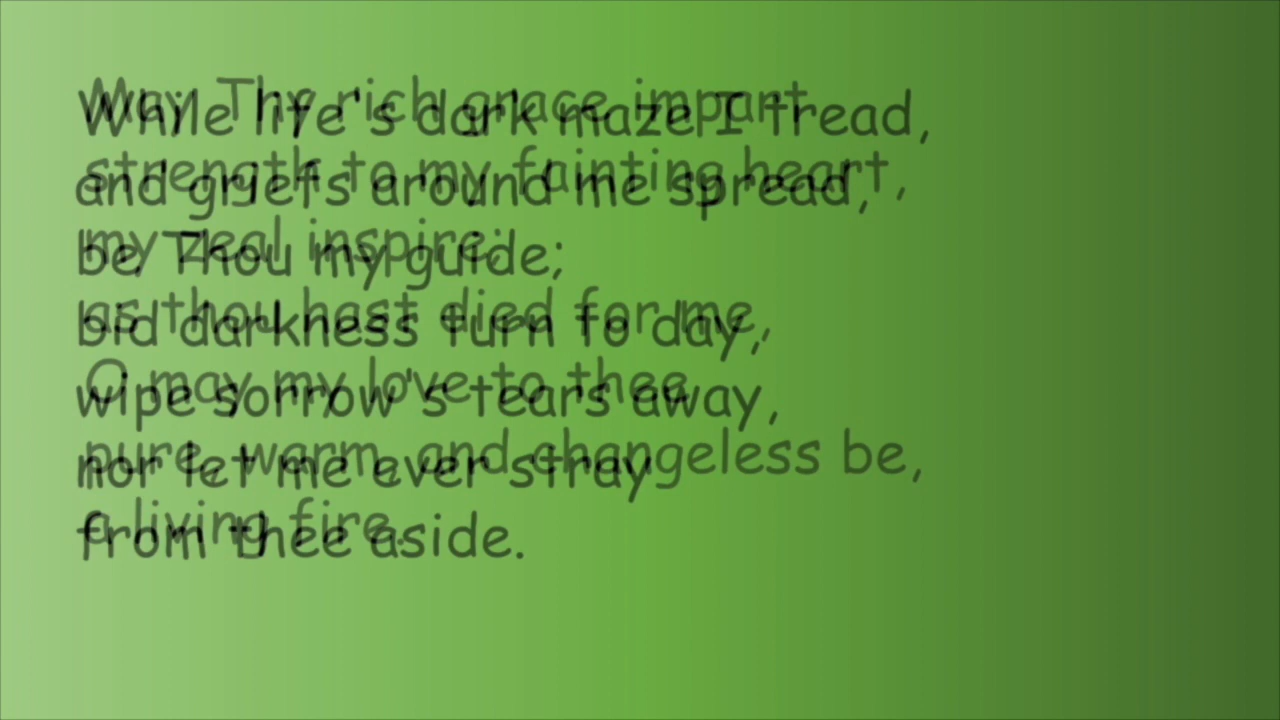 May Thy rich grace impart
strength to my fainting heart,
my zeal inspire;
as thou hast died for me,
O may my love to thee
pure, warm, and changeless be,
a living fire.
While life's dark maze I tread,
and griefs around me spread,
be Thou my guide;
bid darkness turn to day,
wipe sorrow's tears away,
nor let me ever stray
from thee aside.